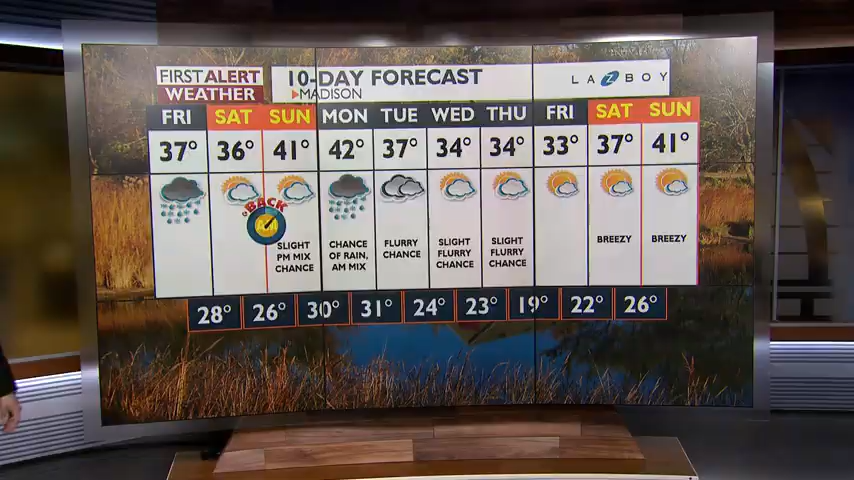 FIRST ALERT
WEATHER
10-DAY FORECAST
MADISON
LA Z BOY
FRI SAT SUN MON TUE WED THU FRI SAT SUN
37° 36° 41° 42° 37° 34° 34° 33° 37° 41°
BACK
SLIGHT
PM MIX
CHANCE
CHANCE
OF RAIN,
AM MIX
FLURRY
CHANCE
SLIGHT
FLURRY
CHANCE
SLIGHT
FLURRY
CHANCE
BREEZY
BREEZY
28° 26° 30° 31° 24° 23° 19° 22° 26°